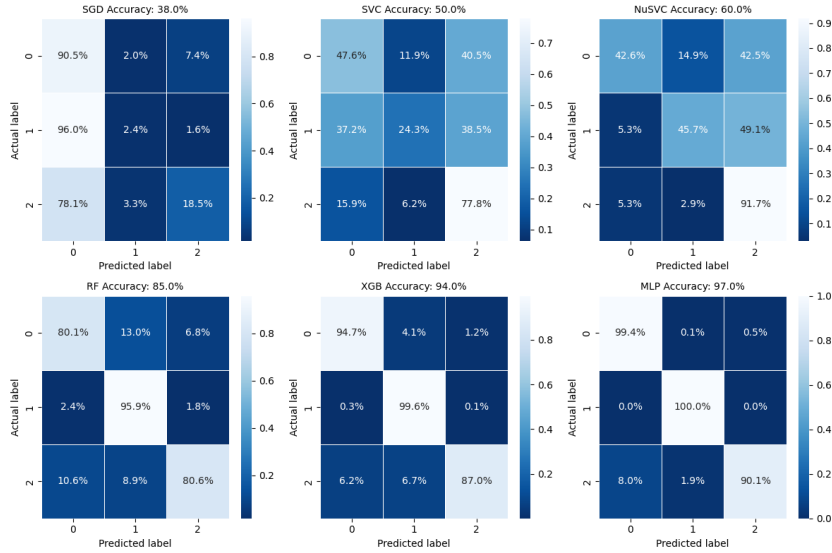 SGD Accuracy: 38.0%
SVC Accuracy: 50.0%
NuSVC Accuracy: 60.0%
Actual label
0
90.5% 2.0% 7.4%
1
96.0% 2.4% 1.6%
2
78.1% 3.3% 18.5%
0 1 2
Predicted label
0.8
0.6
0.4
0.2
Actual label
0
47.6% 11.9% 40.5%
1
37.2% 24.3% 38.5%
2
15.9% 6.2% 77.8%
0 1 2
Predicted label
0.7
0.6
0.5
0.4
0.3
0.2
0.1
Actual label
0
42.6% 14.9% 42.5%
1
5.3% 45.7% 49.1%
2
5.3% 2.9% 91.7%
0 1 2
Predicted label
0.9
0.8
0.7
0.6
0.5
0.4
0.3
0.2
0.1
RF Accuracy: 85.0%
XGB Accuracy: 94.0%
MLP Accuracy: 97.0%
Actual label
0
80.1% 13.0% 6.8%
1
2.4% 95.9% 1.8%
2
10.6% 8.9% 80.6%
0 1 2
Predicted label
0.8
0.6
0.4
0.2
Actual label
0
94.7% 4.1% 1.2%
1
0.3% 99.6% 0.1%
2
6.2% 6.7% 87.0%
0 1 2
Predicted label
0.8
0.6
0.4
0.2
Actual label
0
99.4% 0.1% 0.5%
1
0.0% 100.0% 0.0%
2
8.0% 1.9% 90.1%
0 1 2
Predicted label
1.0
0.8
0.6
0.4
0.2
0.0